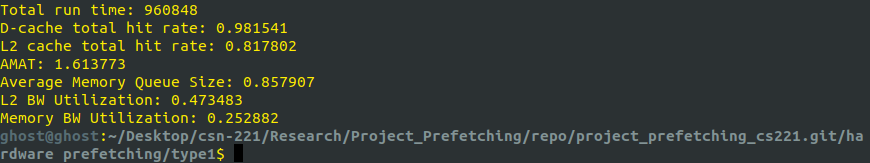 Total run time: 960848
D-cache total hit rate: 0.981541
L2 cache total hit rate: 0.817802
AMAT: 1.613773
Average Memory Queue Size: 0.857907
L2 BW Utilization: 0.473483
Memory BW Utilization: 0.252882
ghost@ghost:~/Desktop/csn-221/Research/Project_Prefetching/repo/project_prefetching_cs221.git/ha
rdware prefetching/type1$